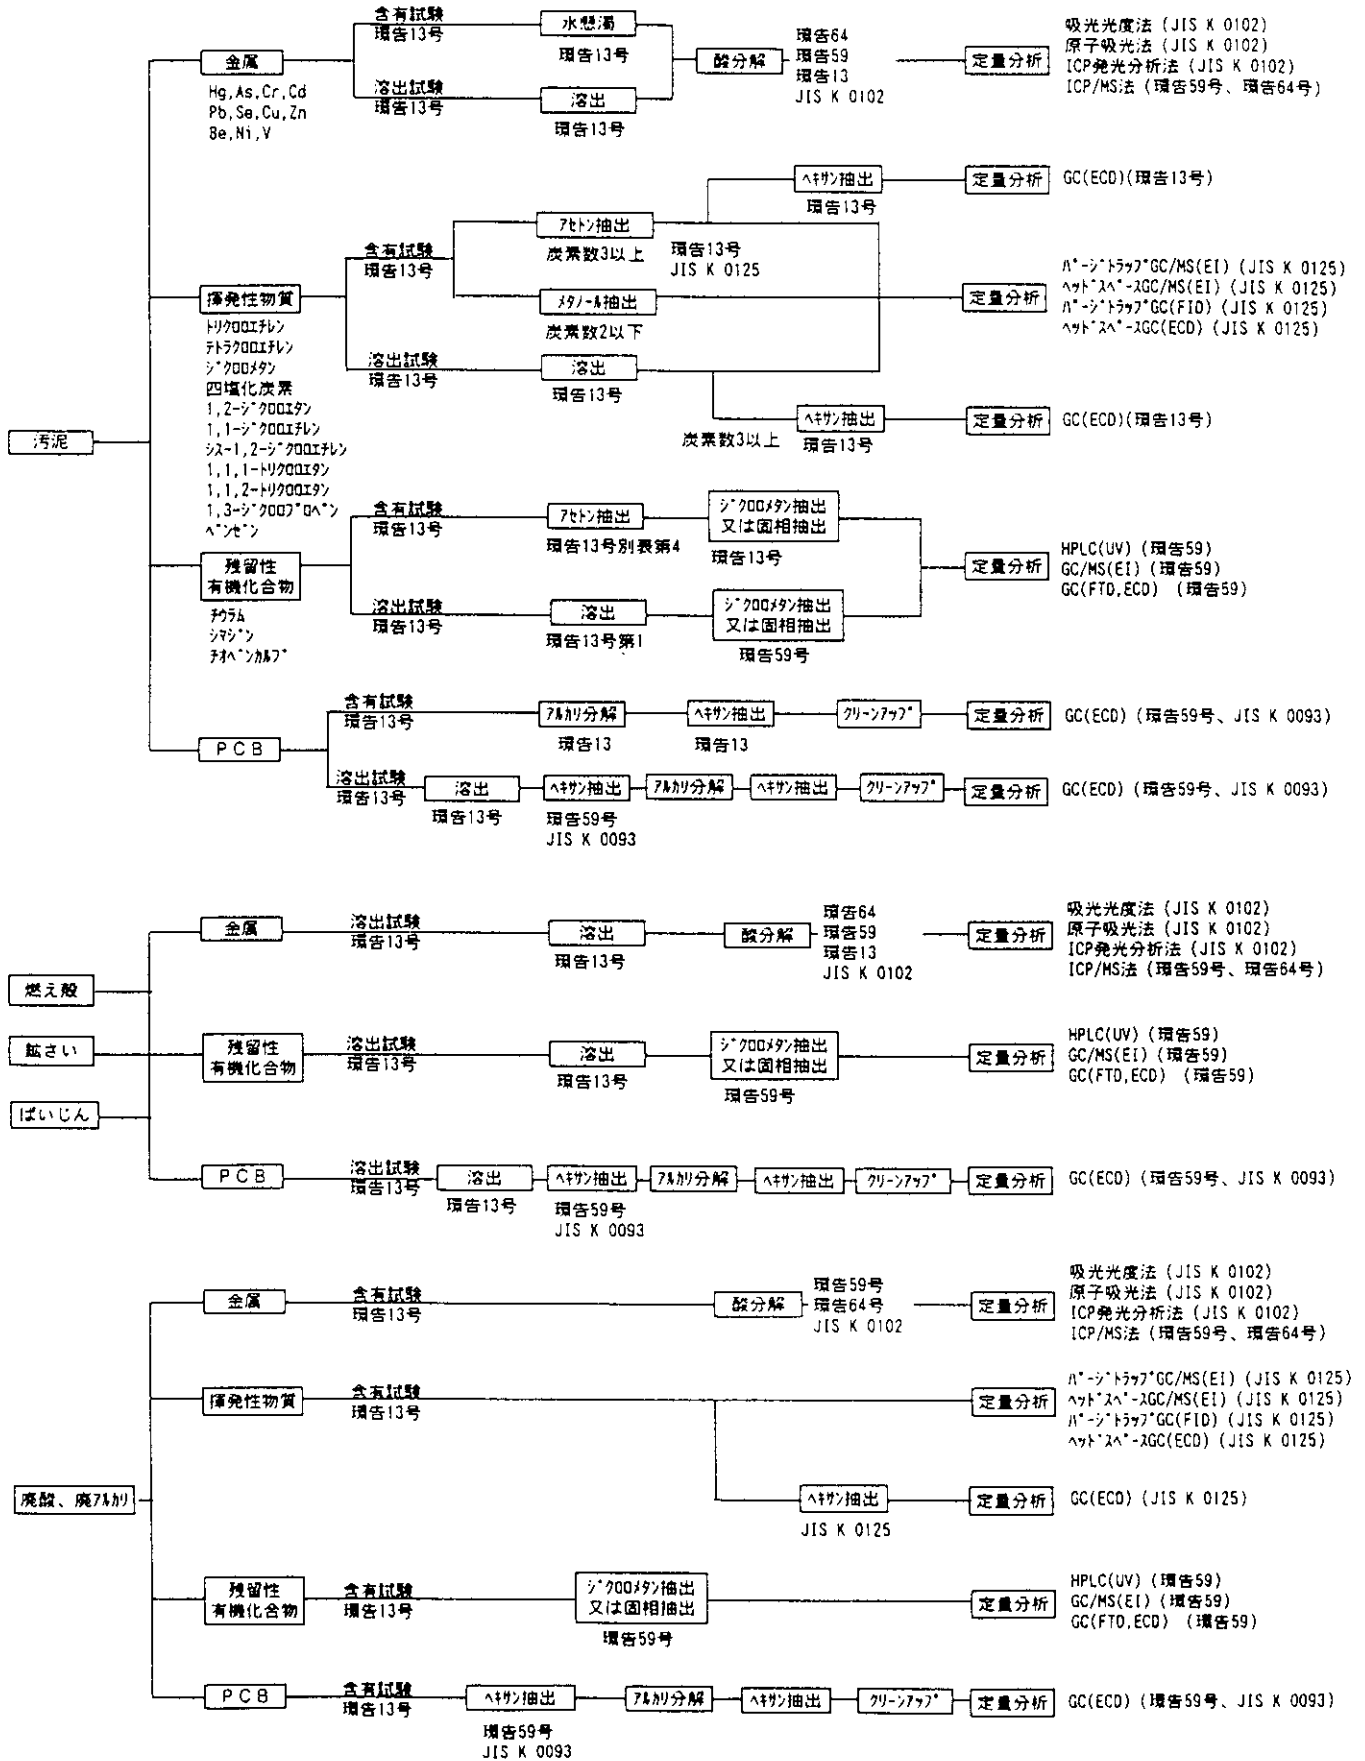 汚泥
金属
Hg,As,Cr,Cd
Pb,Se,Cu,Zn
Be,Ni,V
含有試験
環告13号
水懸濁
環告13号
溶出試験
環告13号
溶出
環告13号
酸分解
環告64
環告59
環告13
JIS K 0102
定量分析
吸光光度法 (JIS K 0102)
原子吸光法 (JIS K 0102)
ICP発光分析法 (JIS K 0102)
ICP/MS法 (環告59号、環告64号)
揮発性物質
トリクロロエチレン
テトラクロロエチレン
ジクロロメタン
四塩化炭素
1,2-ジクロロエタン
1,1-ジクロロエチレン
シス-1,2-ジクロロエチレン
1,1,1-トリクロロエタン
1,1,2-トリクロロエタン
1,3-ジクロロプロペン
ベンゼン
含有試験
環告13号
アセトン抽出
炭素数3以上
環告13号
JIS K 0125
ヘキサン抽出
環告13号
定量分析
GC(ECD)(環告13号)
メタノール抽出
炭素数2以下
定量分析
パージトラップGC/MS(EI) (JIS K 0125)
ヘッドスペースGC/MS(EI) (JIS K 0125)
パージトラップGC(FID) (JIS K 0125)
ヘッドスペースGC(ECD) (JIS K 0125)
溶出試験
環告13号
溶出
環告13号
炭素数3以上
ヘキサン抽出
環告13号
定量分析
GC(ECD)(環告13号)
残留性
有機化合物
チウラム
シマジン
チオベンカルブ
含有試験
環告13号
アセトン抽出
環告13号別表第4
ジクロロメタン抽出
又は固相抽出
環告13号
溶出試験
環告13号
溶出
環告13号第1
ジクロロメタン抽出
又は固相抽出
環告59号
定量分析
HPLC(UV) (環告59)
GC/MS(EI) (環告59)
GC(FTD,ECD) (環告59)
PCB
含有試験
環告13号
アルカリ分解
環告13
ヘキサン抽出
環告13
クリーンアップ
定量分析
GC(ECD) (環告59号、JIS K 0093)
溶出試験
環告13号
溶出
環告13号
ヘキサン抽出
環告59号
JIS K 0093
アルカリ分解
ヘキサン抽出
クリーンアップ
定量分析
GC(ECD) (環告59号、JIS K 0093)
燃え殻
鉱さい
ばいじん
金属
溶出試験
環告13号
溶出
環告13号
酸分解
環告64
環告59
環告13
JIS K 0102
定量分析
吸光光度法 (JIS K 0102)
原子吸光法 (JIS K 0102)
ICP発光分析法 (JIS K 0102)
ICP/MS法 (環告59号、環告64号)
残留性
有機化合物
溶出試験
環告13号
溶出
環告13号
ジクロロメタン抽出
又は固相抽出
環告59号
定量分析
HPLC(UV) (環告59)
GC/MS(EI) (環告59)
GC(FTD,ECD) (環告59)
PCB
溶出試験
環告13号
溶出
環告13号
ヘキサン抽出
環告59号
JIS K 0093
アルカリ分解
ヘキサン抽出
クリーンアップ
定量分析
GC(ECD) (環告59号、JIS K 0093)
廃酸、廃アルカリ
金属
含有試験
環告13号
酸分解
環告59号
環告64号
JIS K 0102
定量分析
吸光光度法 (JIS K 0102)
原子吸光法 (JIS K 0102)
ICP発光分析法 (JIS K 0102)
ICP/MS法 (環告59号、環告64号)
揮発性物質
含有試験
環告13号
定量分析
パージトラップGC/MS(EI) (JIS K 0125)
ヘッドスペースGC/MS(EI) (JIS K 0125)
パージトラップGC(FID) (JIS K 0125)
ヘッドスペースGC(ECD) (JIS K 0125)
ヘキサン抽出
JIS K 0125
定量分析
GC(ECD) (JIS K 0125)
残留性
有機化合物
含有試験
環告13号
ジクロロメタン抽出
又は固相抽出
環告59号
定量分析
HPLC(UV) (環告59)
GC/MS(EI) (環告59)
GC(FTD,ECD) (環告59)
PCB
含有試験
環告13号
ヘキサン抽出
環告59号
JIS K 0093
アルカリ分解
ヘキサン抽出
クリーンアップ
定量分析
GC(ECD) (環告59号、JIS K 0093)